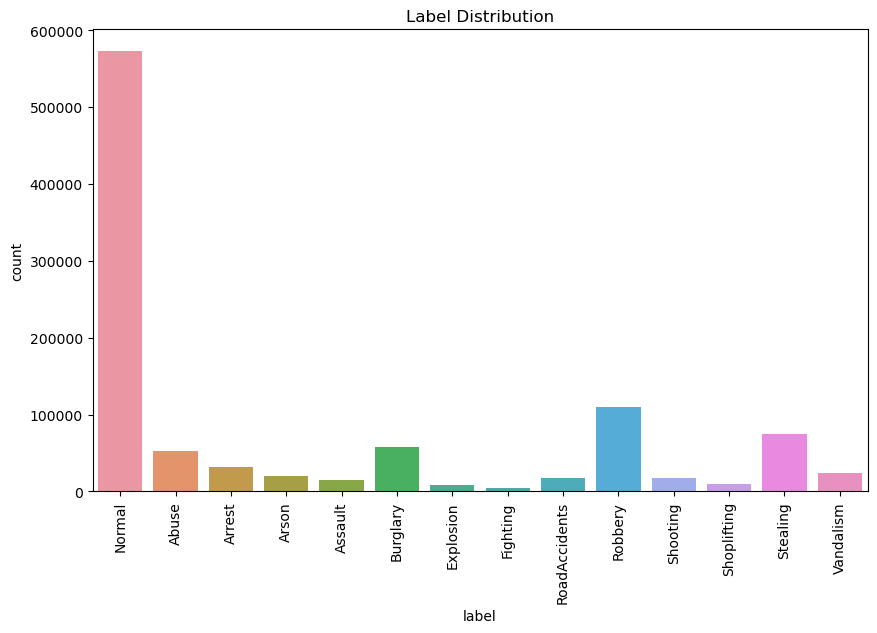 Label Distribution
600000
500000
400000
300000
200000
100000
0
count
Normal
Abuse
Arrest
Arson
Assault
Burglary
Explosion
Fighting
RoadAccidents
Robbery
Shooting
Shoplifting
Stealing
Vandalism
label